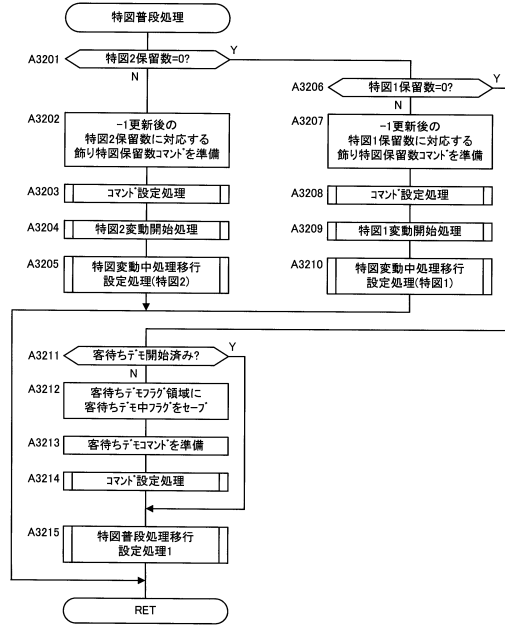 特図普段処理
A3201
特図2保留数=0?
Y
N
A3202
-1更新後の
特図2保留数に対応する
飾り特図保留数コマンドを準備
A3203
コマンド設定処理
A3204
特図2変動開始処理
A3205
特図変動中処理移行
設定処理(特図2)
A3206
特図1保留数=0?
Y
N
A3207
-1更新後の
特図1保留数に対応する
飾り特図保留数コマンドを準備
A3208
コマンド設定処理
A3209
特図1変動開始処理
A3210
特図変動中処理移行
設定処理(特図1)
A3211
客待ちデモ開始済み?
Y
N
A3212
客待ちデモフラグ領域に
客待ちデモ中フラグをセーブ
A3213
客待ちデモコマンドを準備
A3214
コマンド設定処理
A3215
特図普段処理移行
設定処理1
RET